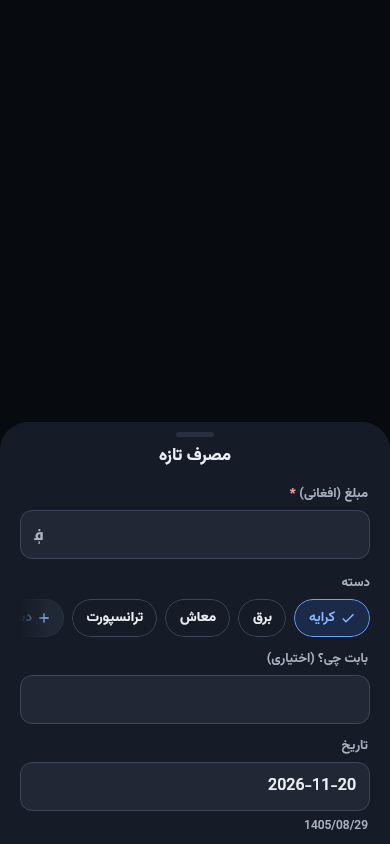 مصرف تازه
مبلغ (افغانی) *
؋
دسته
کرایه برق معاش ترانسپورت +
بابت چی؟ (اختیاری)
تاریخ
2026-11-20
1405/08/29